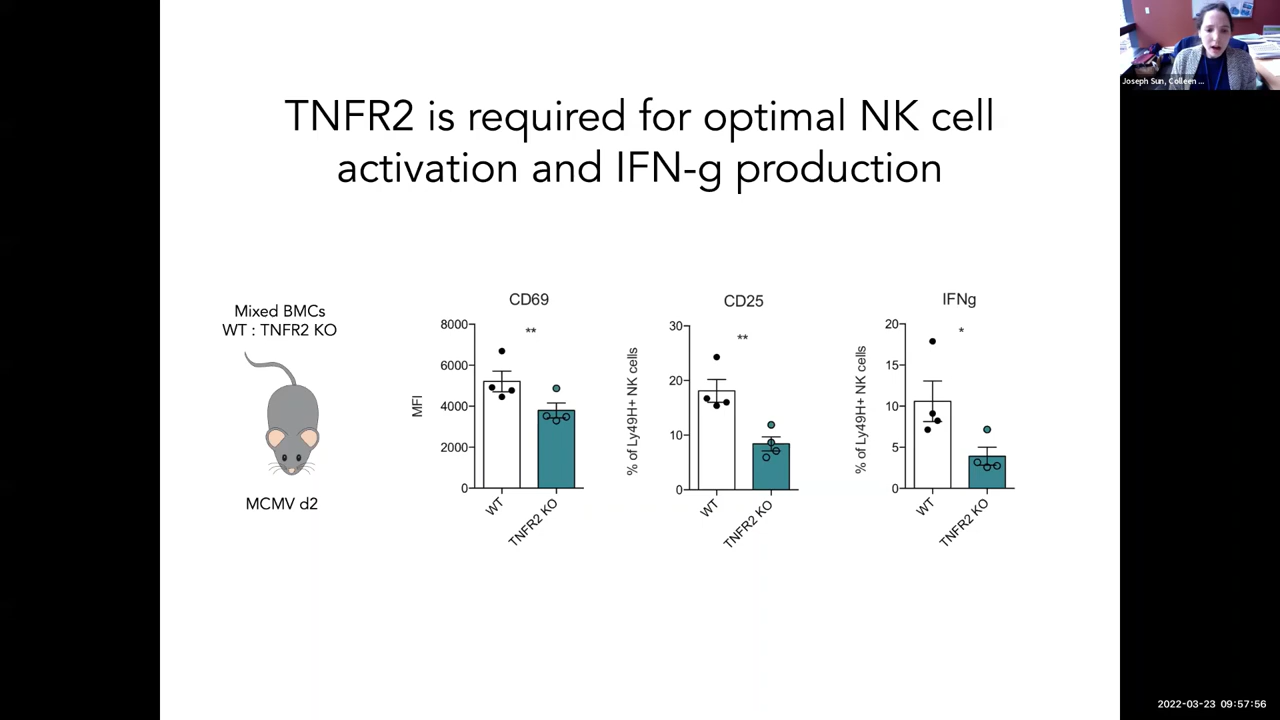 Joseph Sun, Colleen ...
TNFR2 is required for optimal NK cell
activation and IFN-g production
Mixed BMCs
WT : TNFR2 KO
MCMV d2
CD69
**
MFI
8000
6000
4000
2000
0
WT
TNFR2 KO
CD25
**
% of Ly49H+ NK cells
30
20
10
0
WT
TNFR2 KO
IFNg
*
% of Ly49H+ NK cells
20
15
10
5
0
WT
TNFR2 KO
2022-03-23 09:57:56